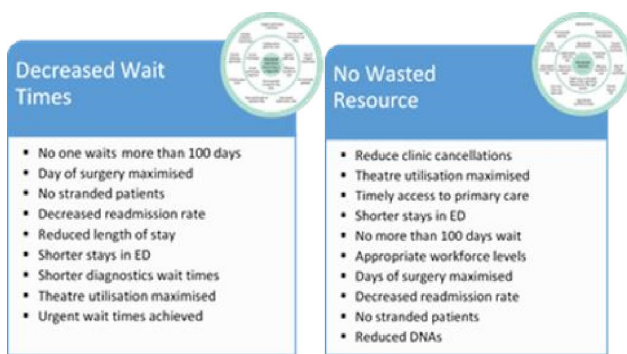 Decreased Wait
Times
No one waits more than 100 days
Day of surgery maximised
No stranded patients
Decreased readmission rate
Reduced length of stay
Shorter stays in ED
Shorter diagnostics wait times
Theatre utilisation maximised
Urgent wait times achieved
No Wasted
Resource
Reduce clinic cancellations
Theatre utilisation maximised
Timely access to primary care
Shorter stays in ED
No more than 100 days wait
Appropriate workforce levels
Days of surgery maximised
Decreased readmission rate
No stranded patients
Reduced DNAs